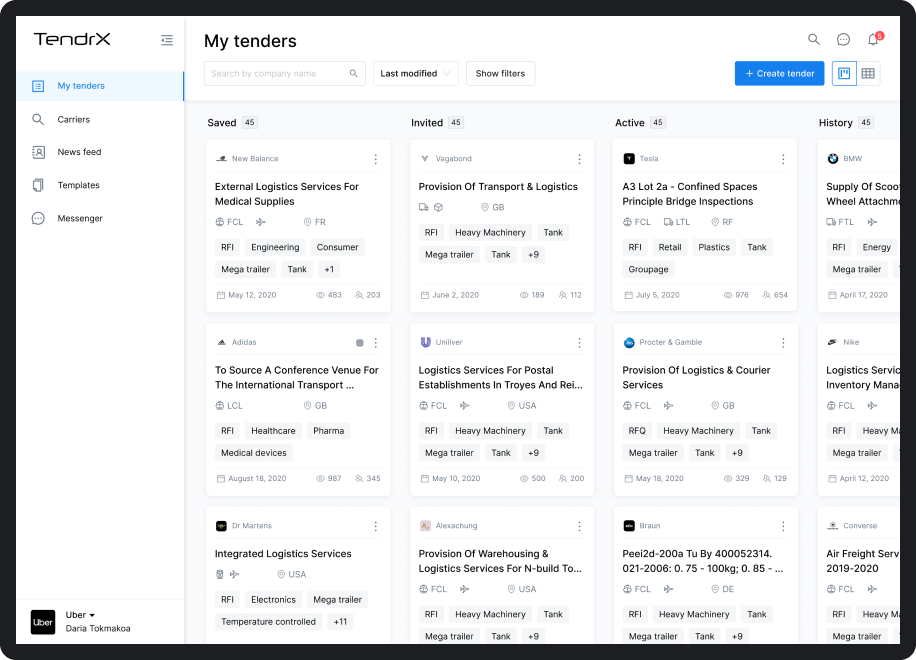 TendrX
My tenders
Carriers
News feed
Templates
Messenger
Uber
Uber
Daria Tokmakoa
My tenders
5
Search by company name
Last modified
Show filters
+ Create tender
Saved 45
New Balance
External Logistics Services For
Medical Supplies
FCL FR
RFI Engineering Consumer
Mega trailer Tank +1
May 12, 2020 483 203
Adidas
To Source A Conference Venue For
The International Transport ...
LCL GB
RFI Healthcare Pharma
Medical devices
August 18, 2020 987 345
Dr Martens
Integrated Logistics Services
USA
RFI Electronics Mega trailer
Temperature controlled +11
Invited 45
Vagabond
Provision Of Transport & Logistics
GB
RFI Heavy Machinery Tank
Mega trailer Tank +9
June 2, 2020 189 112
Uniliver
Logistics Services For Postal
Establishments In Troyes And Rei...
FCL USA
RFI Heavy Machinery Tank
Mega trailer Tank +9
May 10, 2020 500 200
Alexachung
Provision Of Warehousing &
Logistics Services For N-build To...
FCL USA
RFI Heavy Machinery Tank
Mega trailer Tank +9
Active 45
Tesla
A3 Lot 2a - Confined Spaces
Principle Bridge Inspections
FCL LTL RF
RFI Retail Plastics Tank
Groupage
July 5, 2020 976 654
Procter & Gamble
Provision Of Logistics & Courier
Services
FCL GB
RFQ Heavy Machinery Tank
Mega trailer Tank +9
May 18, 2020 329 129
Braun
Peei2d-200a Tu By 400052314.
021-2006: 0. 75 - 100kg; 0. 85 - ...
FCL DE
RFI Heavy Machinery Tank
Mega trailer Tank +9
History 45
BMW
Supply Of Scoo
Wheel Attachme
FTL
RFI Energy
Mega trailer
April 17, 2020
Nike
Logistics Servic
Inventory Mana
FCL
RFI Heavy M
Mega trailer
April 12, 2020
Converse
Air Freight Serv
2019-2020
FCL
RFI Heavy M
Mega trailer